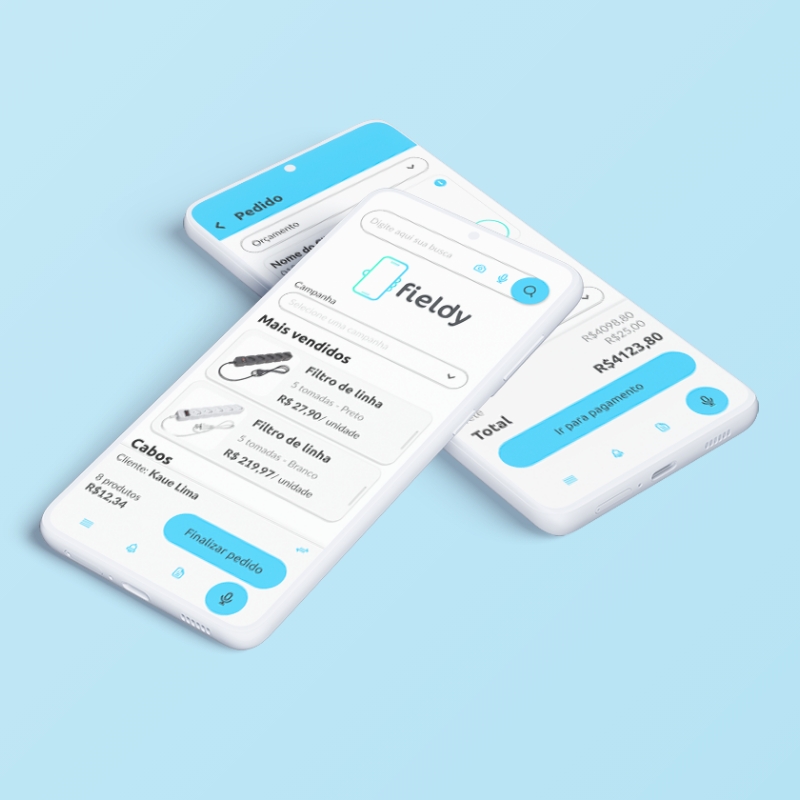 Pedido
Orçamento
Nome do
Digite aqui sua busca
fieldy
Campanha
Selecione uma campanha
Mais vendidos
Filtro de linha
5 tomadas - Preto
R$ 27,90/ unidade
Filtro de linha
5 tomadas - Branco
R$ 219,97/ unidade
Cabos
Cliente: Kaue Lima
8 produtos
R$12,34
Finalizar pedido
R$4098,80
R$25,00
Total
R$4123,80
Ir para pagamento